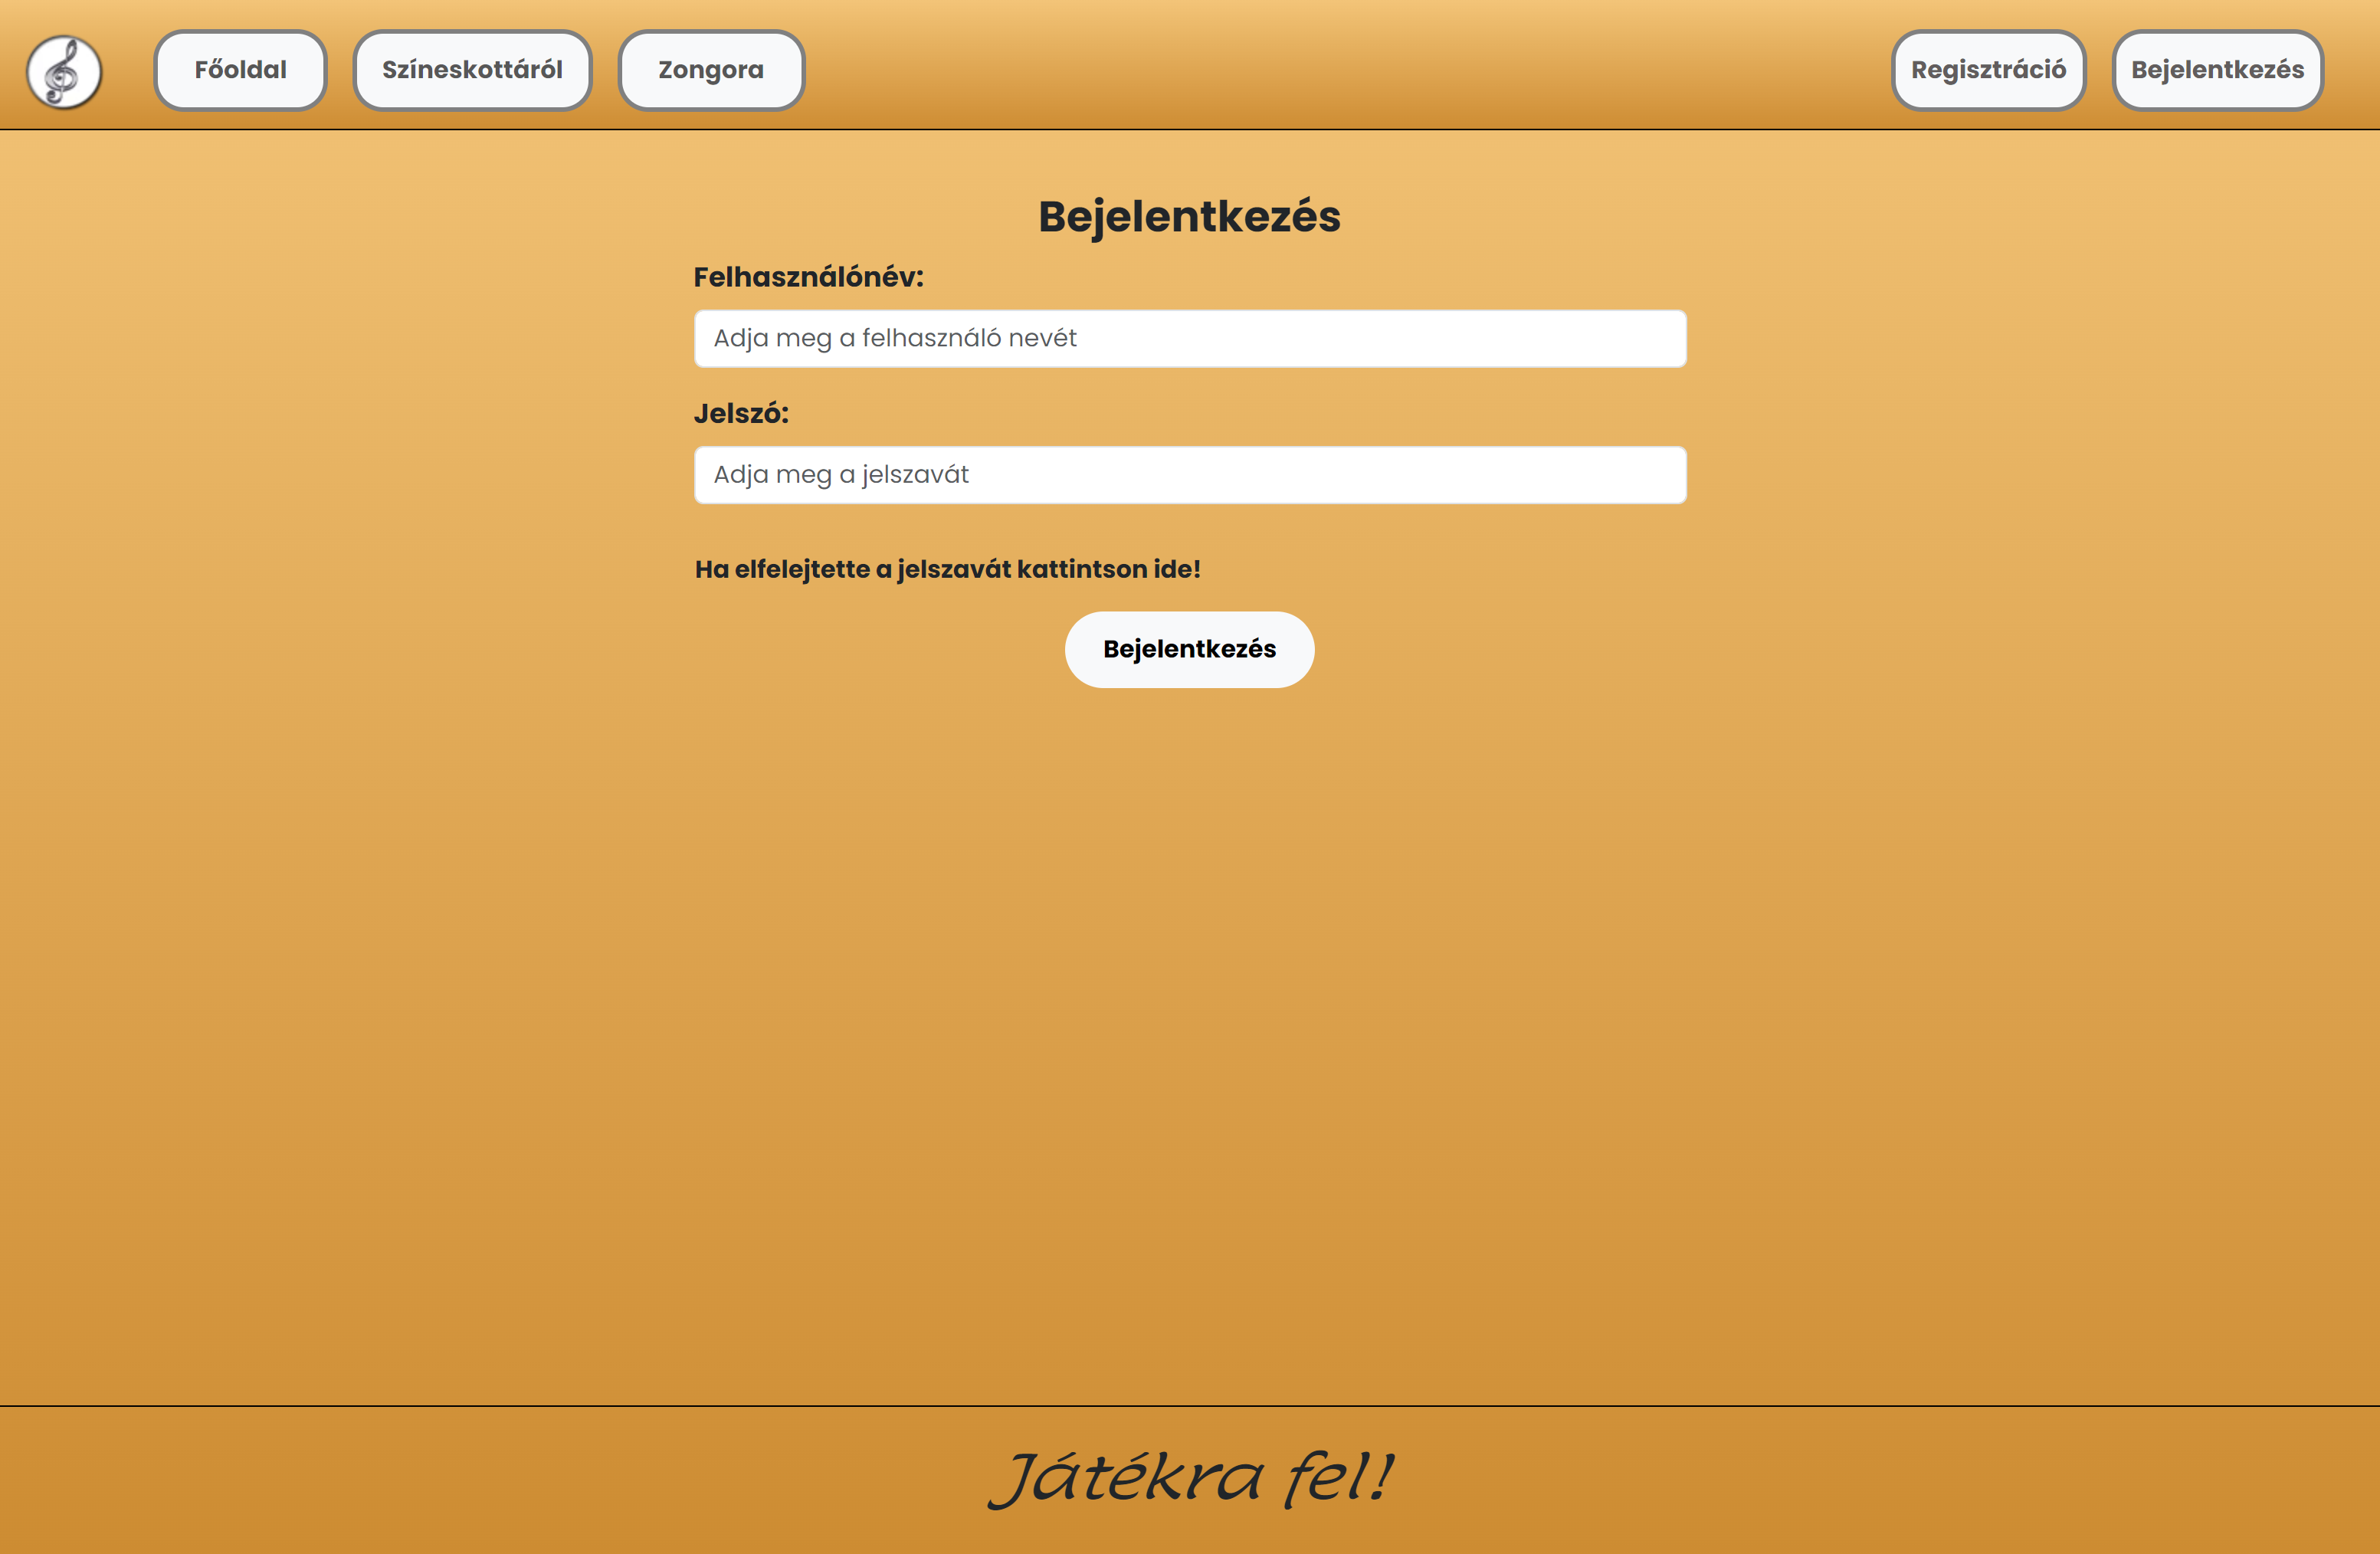 Főoldal Színeskottáról Zongora Regisztráció Bejelentkezés
Bejelentkezés
Felhasználónév:
Adja meg a felhasználó nevét
Jelszó:
Adja meg a jelszavát
Ha elfelejtette a jelszavát kattintson ide!
Bejelentkezés
Játékra fel!